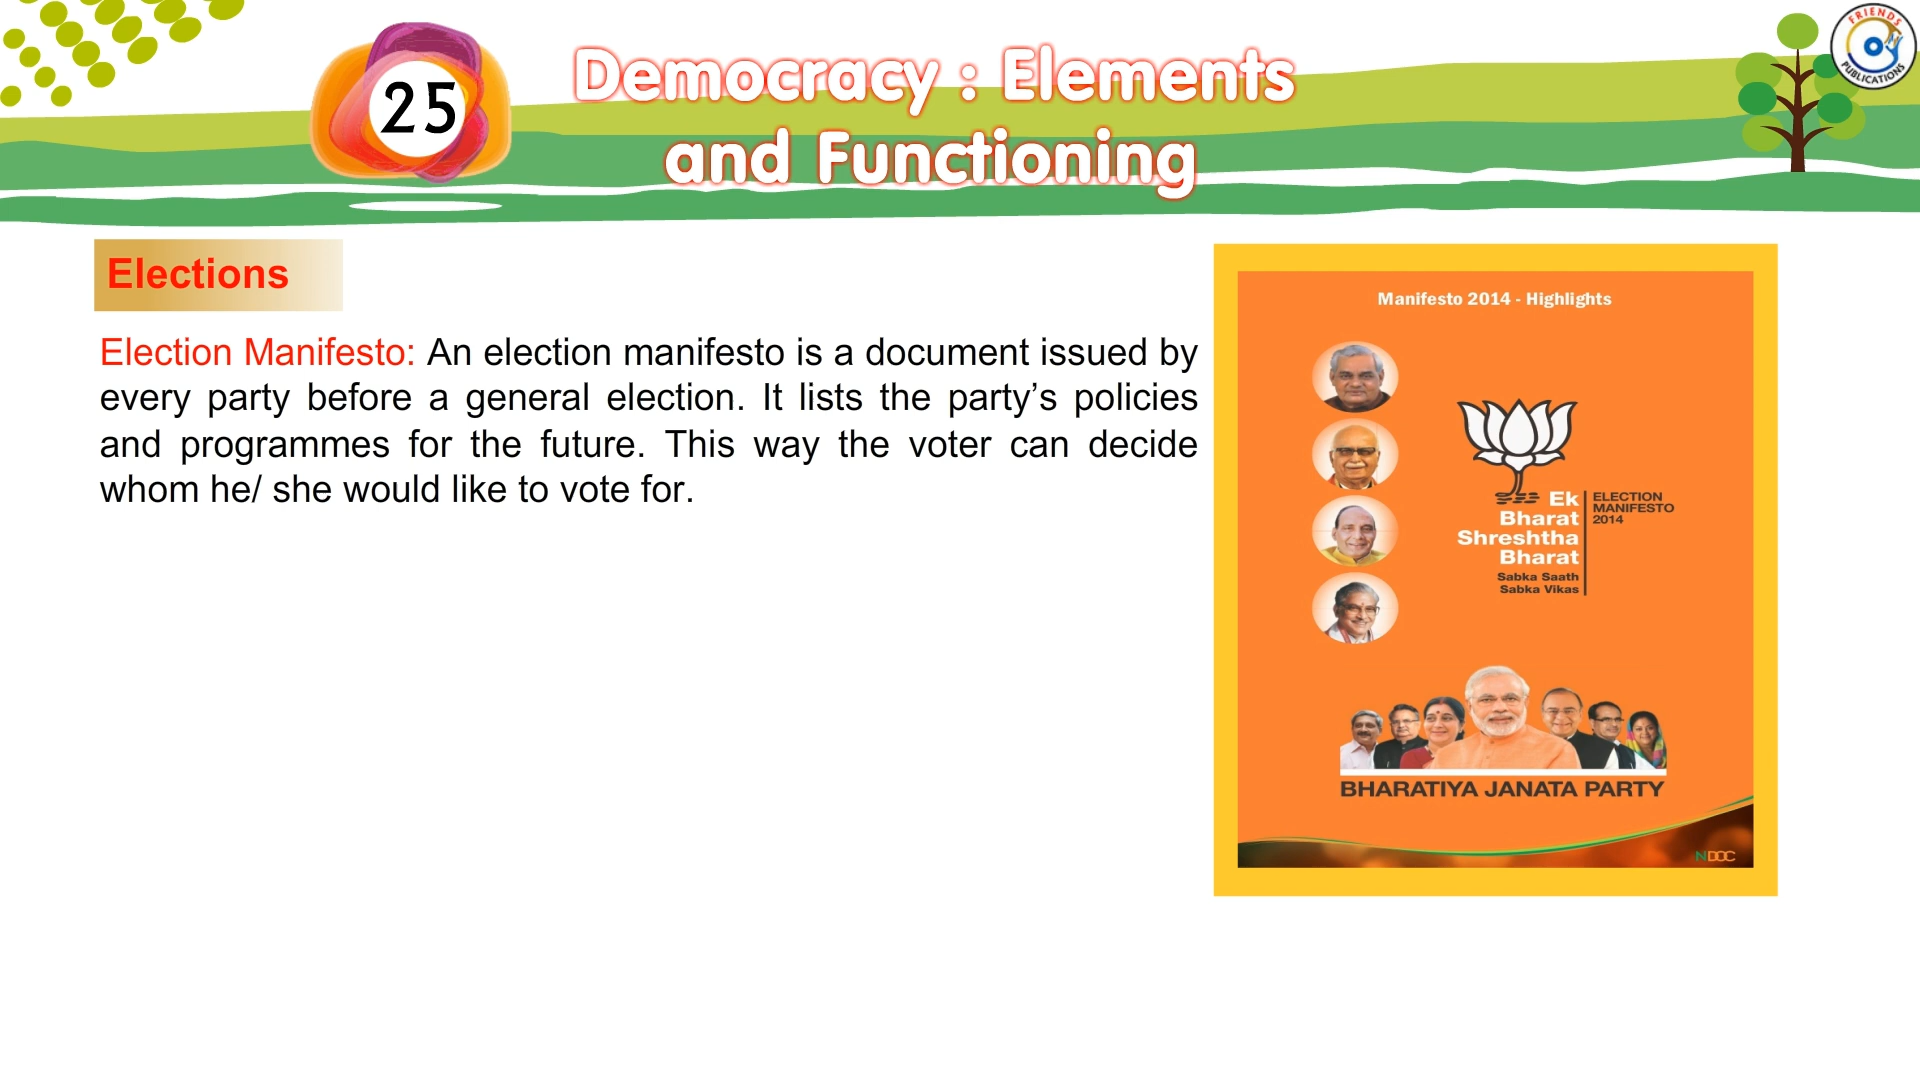 25
Democracy : Elements
and Functioning
FRIENDS
PUBLICATIONS
Elections
Election Manifesto: An election manifesto is a document issued by
every party before a general election. It lists the party’s policies
and programmes for the future. This way the voter can decide
whom he/ she would like to vote for.
Manifesto 2014 - Highlights
Ek
Bharat
Shreshtha
Bharat
Sabka Saath
Sabka Vikas
ELECTION
MANIFESTO
2014
BHARATIYA JANATA PARTY
NDOC